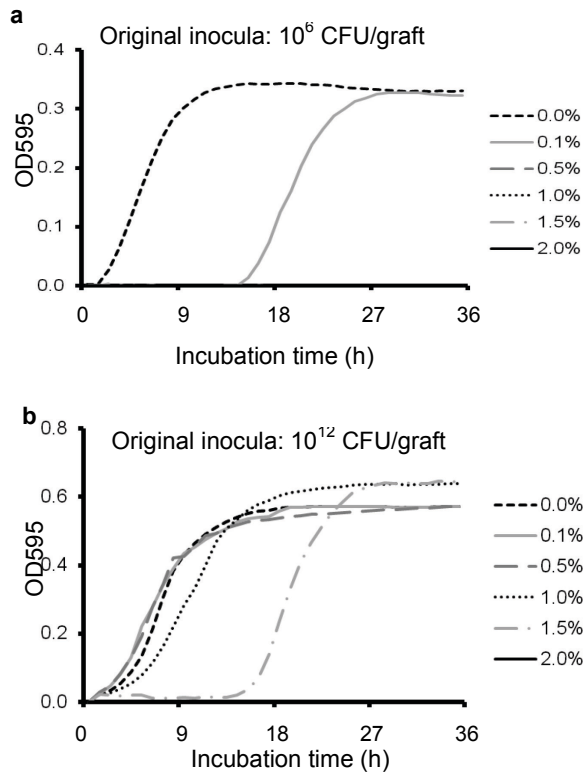 a
Original inocula: 10⁶ CFU/graft
0.4
0.3
0.2
0.1
0.0
OD595
0 9 18 27 36
Incubation time (h)
0.0%
0.1%
0.5%
1.0%
1.5%
2.0%
b
Original inocula: 10¹² CFU/graft
0.8
0.6
0.4
0.2
0.0
OD595
0 9 18 27 36
Incubation time (h)
0.0%
0.1%
0.5%
1.0%
1.5%
2.0%